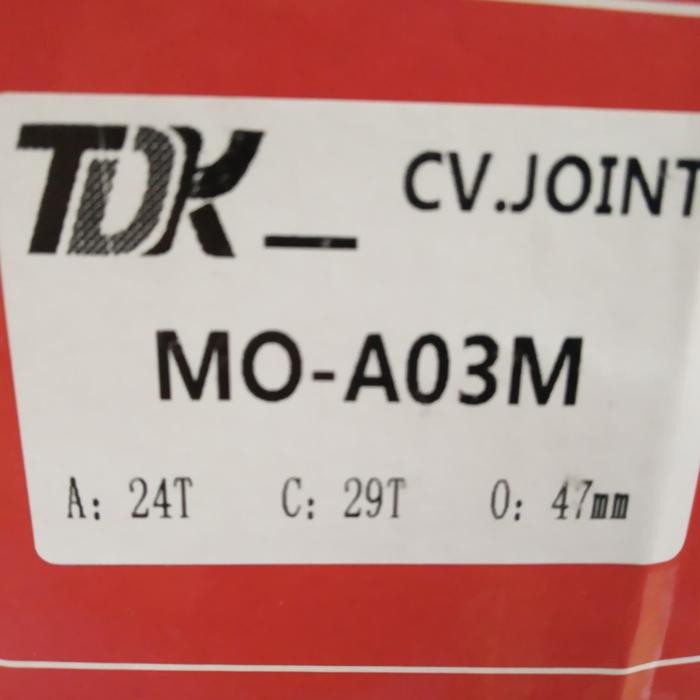 TDK_ CV.JOINT
MO-A03M
A: 24T C: 29T O: 47mm